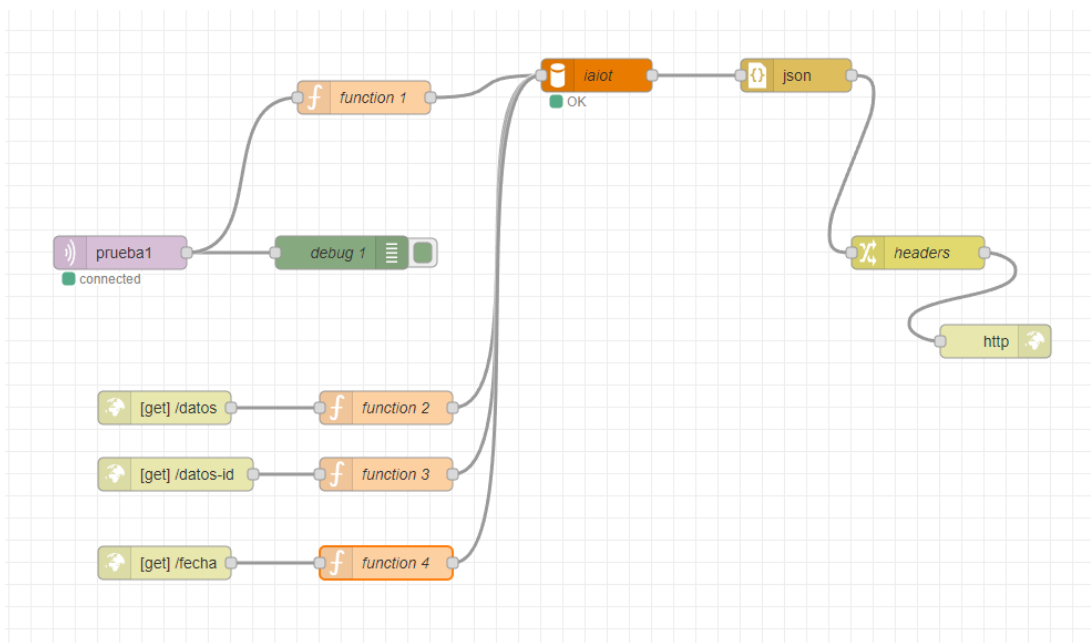 iaiot
json
OK
function 1
prueba1
debug 1
connected
headers
http
[get] /datos
function 2
[get] /datos-id
function 3
[get] /fecha
function 4